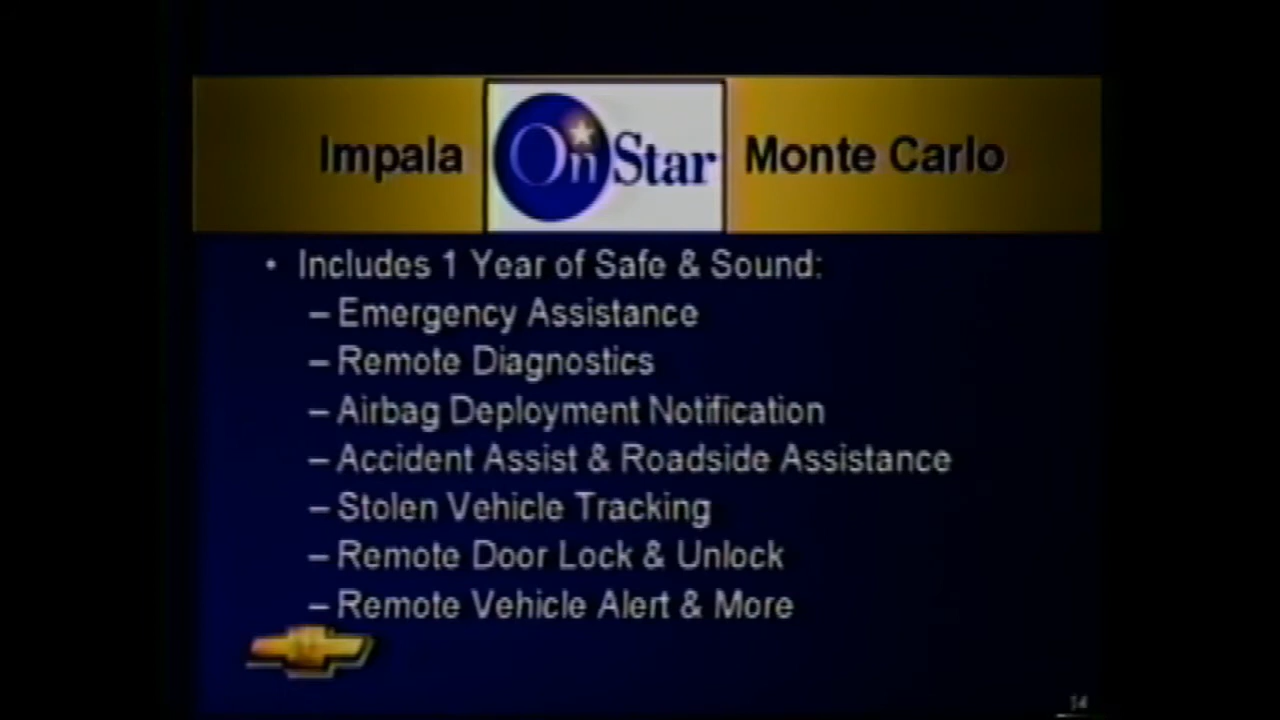 Impala OnStar Monte Carlo
• Includes 1 Year of Safe & Sound:
– Emergency Assistance
– Remote Diagnostics
– Airbag Deployment Notification
– Accident Assist & Roadside Assistance
– Stolen Vehicle Tracking
– Remote Door Lock & Unlock
– Remote Vehicle Alert & More
14